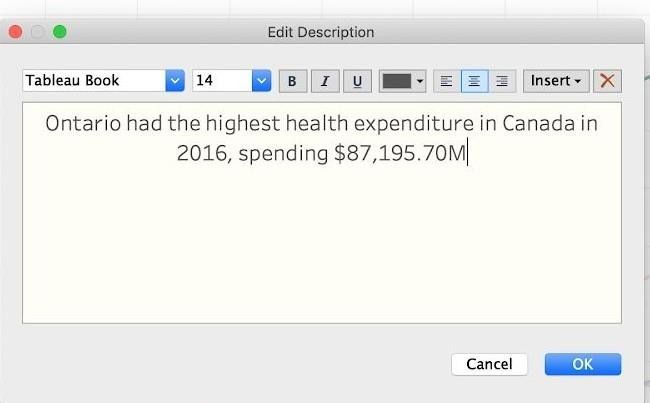 Edit Description
Tableau Book 14 B I U Insert
Ontario had the highest health expenditure in Canada in
2016, spending $87,195.70M
Cancel OK